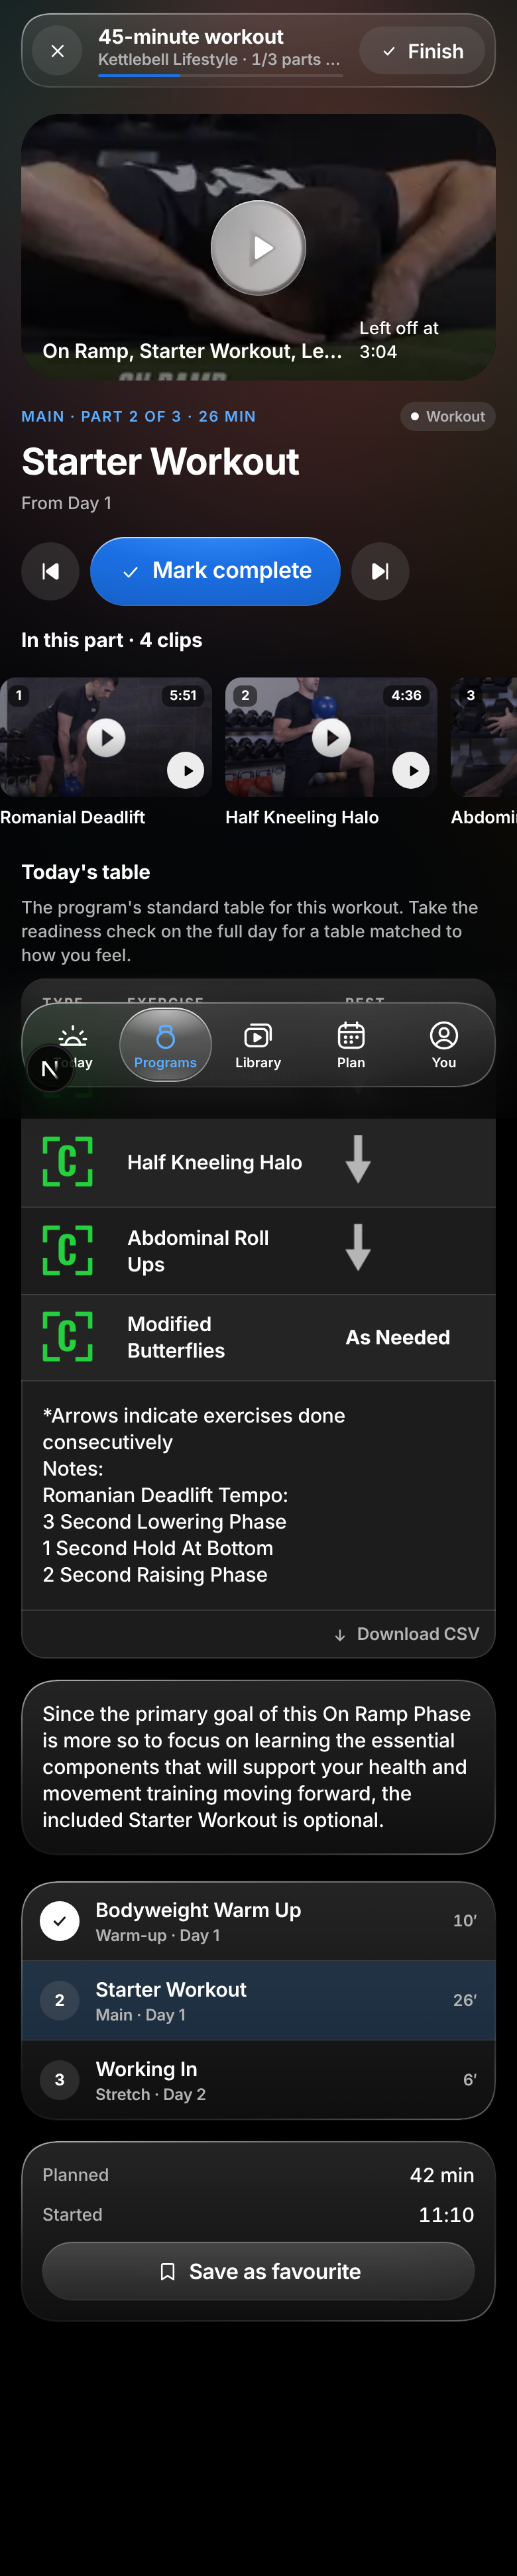 45-minute workout
Kettlebell Lifestyle · 1/3 parts ...
Finish
On Ramp, Starter Workout, Le...
Left off at
3:04
ON RAMP
MAIN · PART 2 OF 3 · 26 MIN
Workout
Starter Workout
From Day 1
Mark complete
In this part · 4 clips
1
5:51
2
4:36
3
Romanial Deadlift
Half Kneeling Halo
Abdomi
Today's table
The program's standard table for this workout. Take the
readiness check on the full day for a table matched to
how you feel.
TYPE
EXERCISE
REST
Today
Programs
Library
Plan
You
N
C
Half Kneeling Halo
C
Abdominal Roll
Ups
C
Modified
Butterflies
As Needed
*Arrows indicate exercises done
consecutively
Notes:
Romanian Deadlift Tempo:
3 Second Lowering Phase
1 Second Hold At Bottom
2 Second Raising Phase
Download CSV
Since the primary goal of this On Ramp Phase
is more so to focus on learning the essential
components that will support your health and
movement training moving forward, the
included Starter Workout is optional.
Bodyweight Warm Up
Warm-up · Day 1
10′
2
Starter Workout
Main · Day 1
26′
3
Working In
Stretch · Day 2
6′
Planned
42 min
Started
11:10
Save as favourite